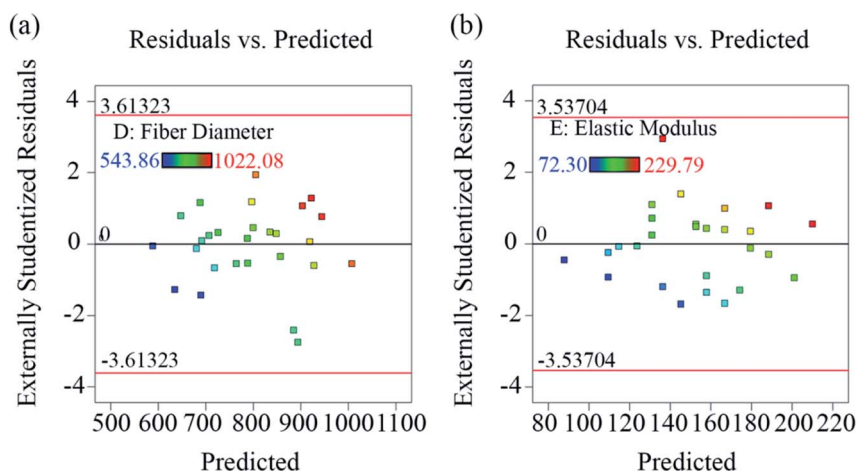 (a)
Residuals vs. Predicted
Externally Studentized Residuals
4
2
0
-2
-4
3.61323
D: Fiber Diameter
543.86 1022.08
0
-3.61323
500 600 700 800 900 1000 1100
Predicted
(b)
Residuals vs. Predicted
Externally Studentized Residuals
4
2
0
-2
-4
3.53704
E: Elastic Modulus
72.30 229.79
0
-3.53704
80 100 120 140 160 180 200 220
Predicted